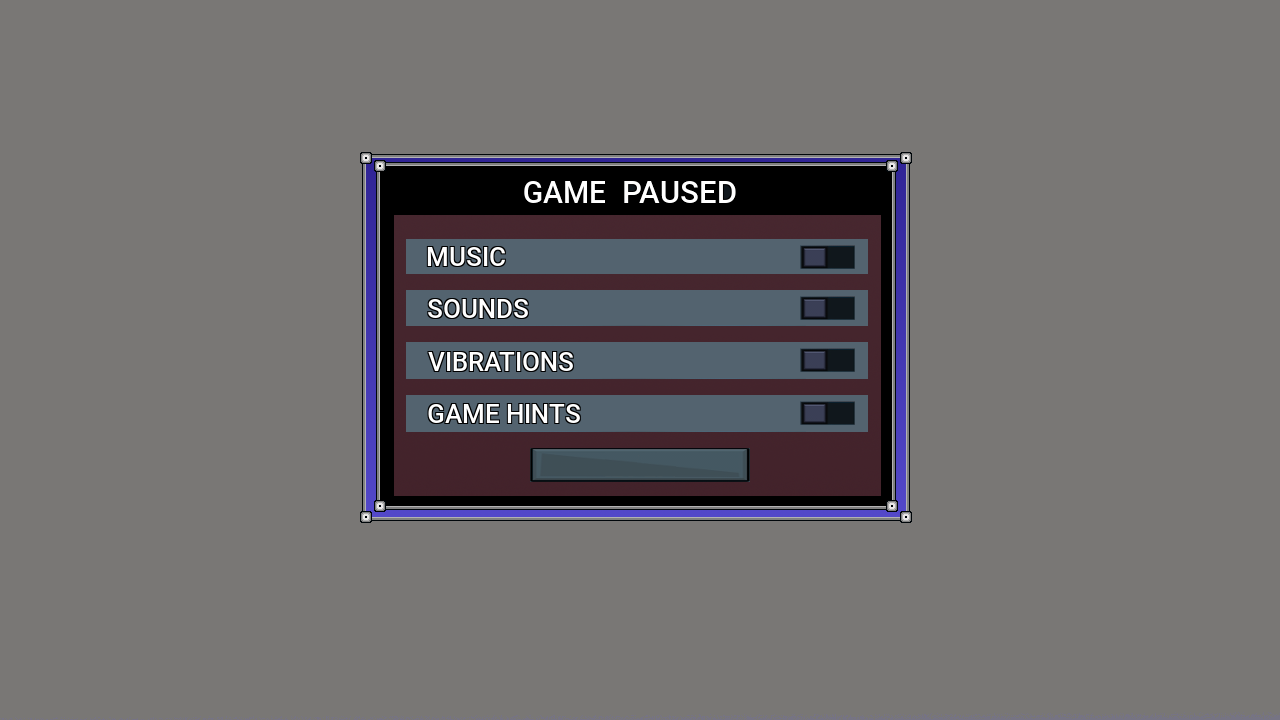 GAME PAUSED
MUSIC
SOUNDS
VIBRATIONS
GAME HINTS